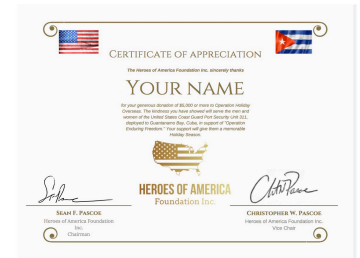 CERTIFICATE OF APPRECIATION
The Heroes of America Foundation Inc. sincerely thanks
YOUR NAME
for your generous donation of $5,000 or more to Operation Holiday
Overseas. The kindness you have showed will serve the men and
women of the United States Coast Guard Port Security Unit 311,
deployed to Guantanamo Bay, Cuba, in support of "Operation
Enduring Freedom." Your support will give them a memorable
Holiday Season.
HEROES OF AMERICA
Foundation Inc.
SEAN F. PASCOE
Heroes of America Foundation
Inc.
Chairman
CHRISTOPHER W. PASCOE
Heroes of America Foundation Inc.
Vice Chair